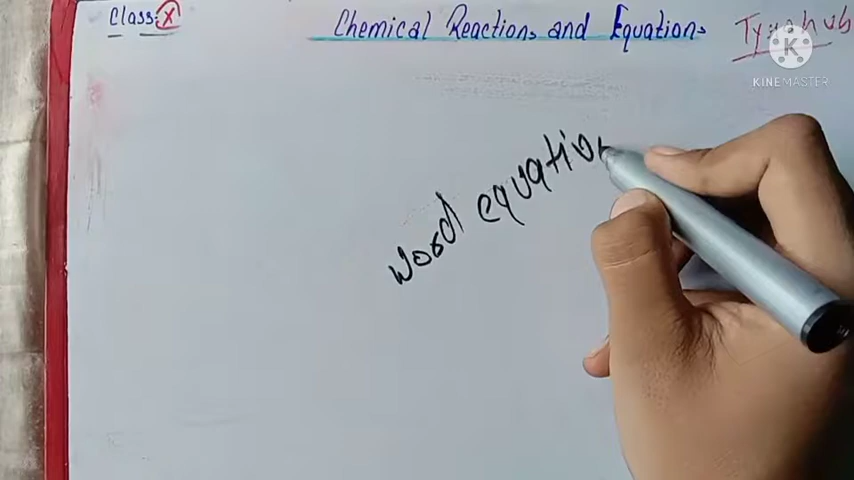 Class:- X
Chemical Reactions and Equations
KINEMASTER
word equation